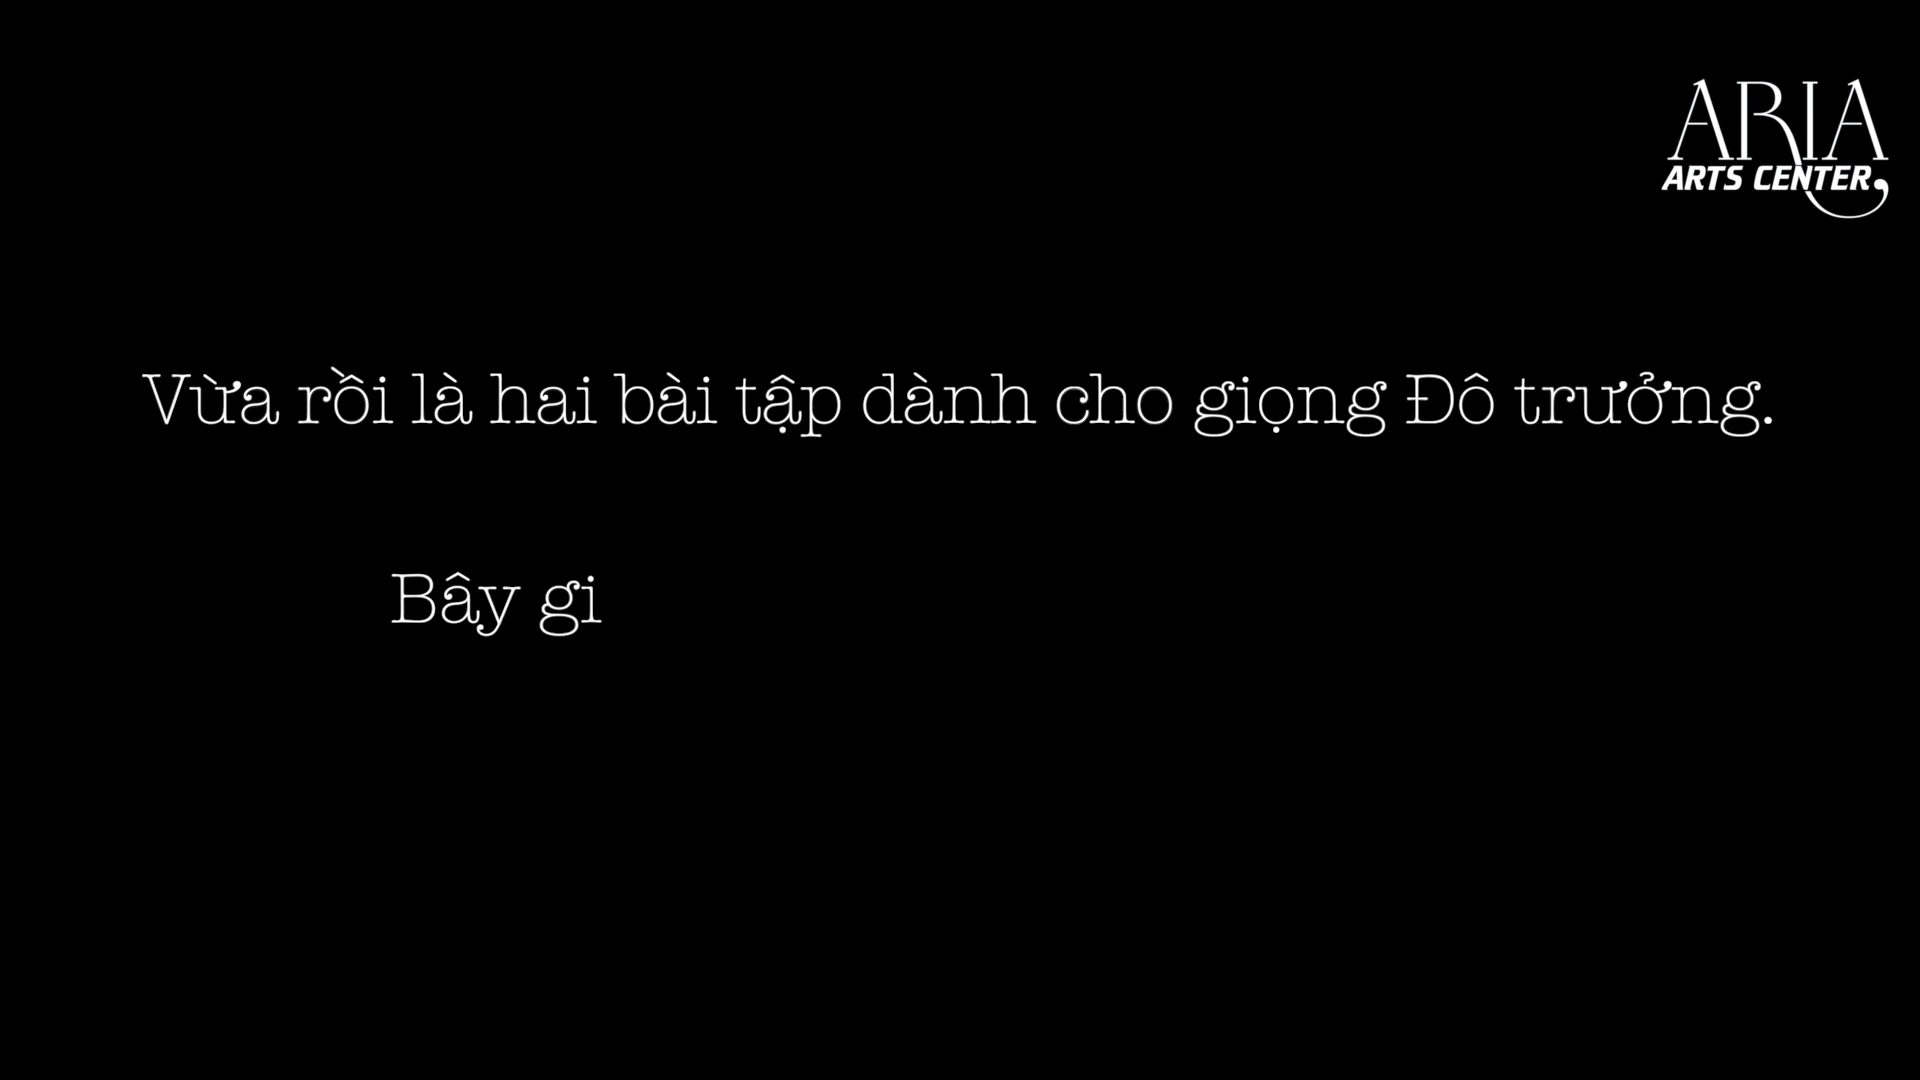 ARIA
ARTS CENTER
Vừa rồi là hai bài tập dành cho giọng Đô trưởng.
Bây gi